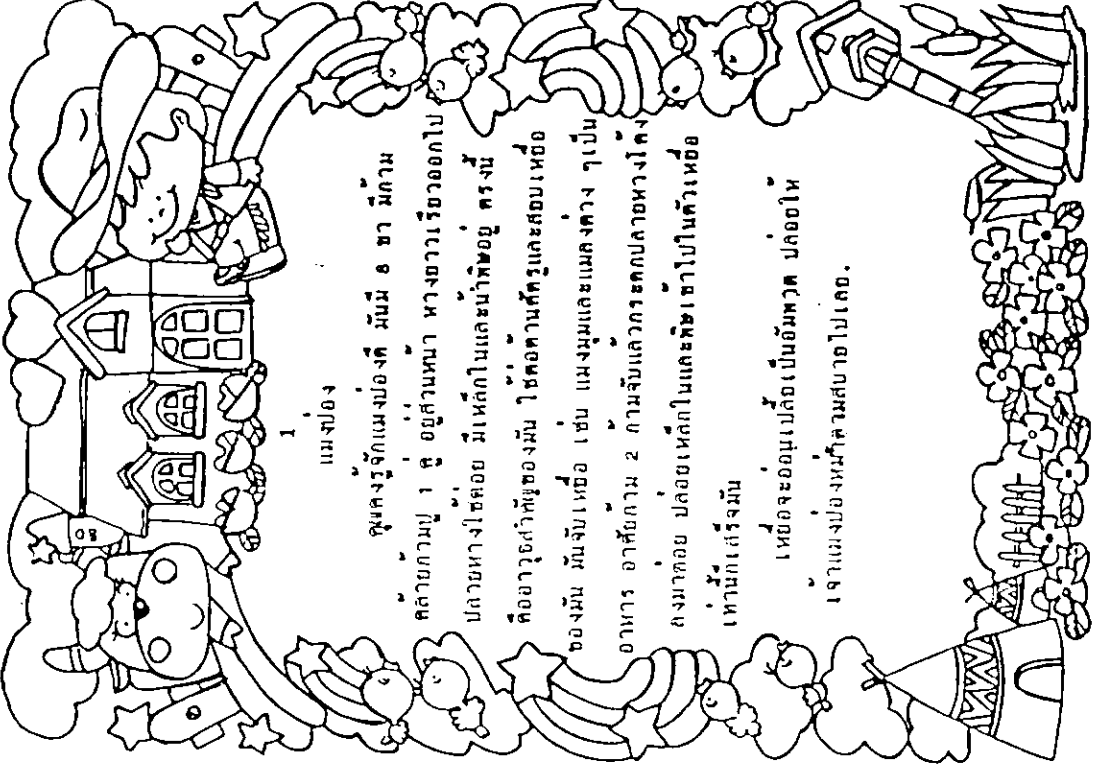 1
แมงป่อง
คุณคงรู้จักแมงป่องดี มันมี 8 ขา มีก้าม
คล้ายก้ามปู 1 คู่ อยู่ส่วนหน้า หางยาวเรียวออกไป
ปลายหางใช้ต่อย มีเหล็กในและน้ำพิษอยู่ ตรงนี้
คืออาวุธสำคัญของมัน ใช้ต่อต้านศัตรูและสยบเหยื่อ
ของมัน มันจับเหยื่อ เช่น แมงมุมและแมลงต่าง ๆเป็น
อาหาร อาศัยก้าม 2 ก้ามจับแล้วกระดกปลายหางโค้ง
ลงมาต่อย ปล่อยเหล็กในและพิษเข้าไปในตัวเหยื่อ
เท่านี้ก็เสร็จมัน
เหยื่อจะอ่อนเปลี้ยเป็นอัมพาต ปล่อยให้
เจ้าแมงป่องหม่ำตามสบายไปเลย.
80